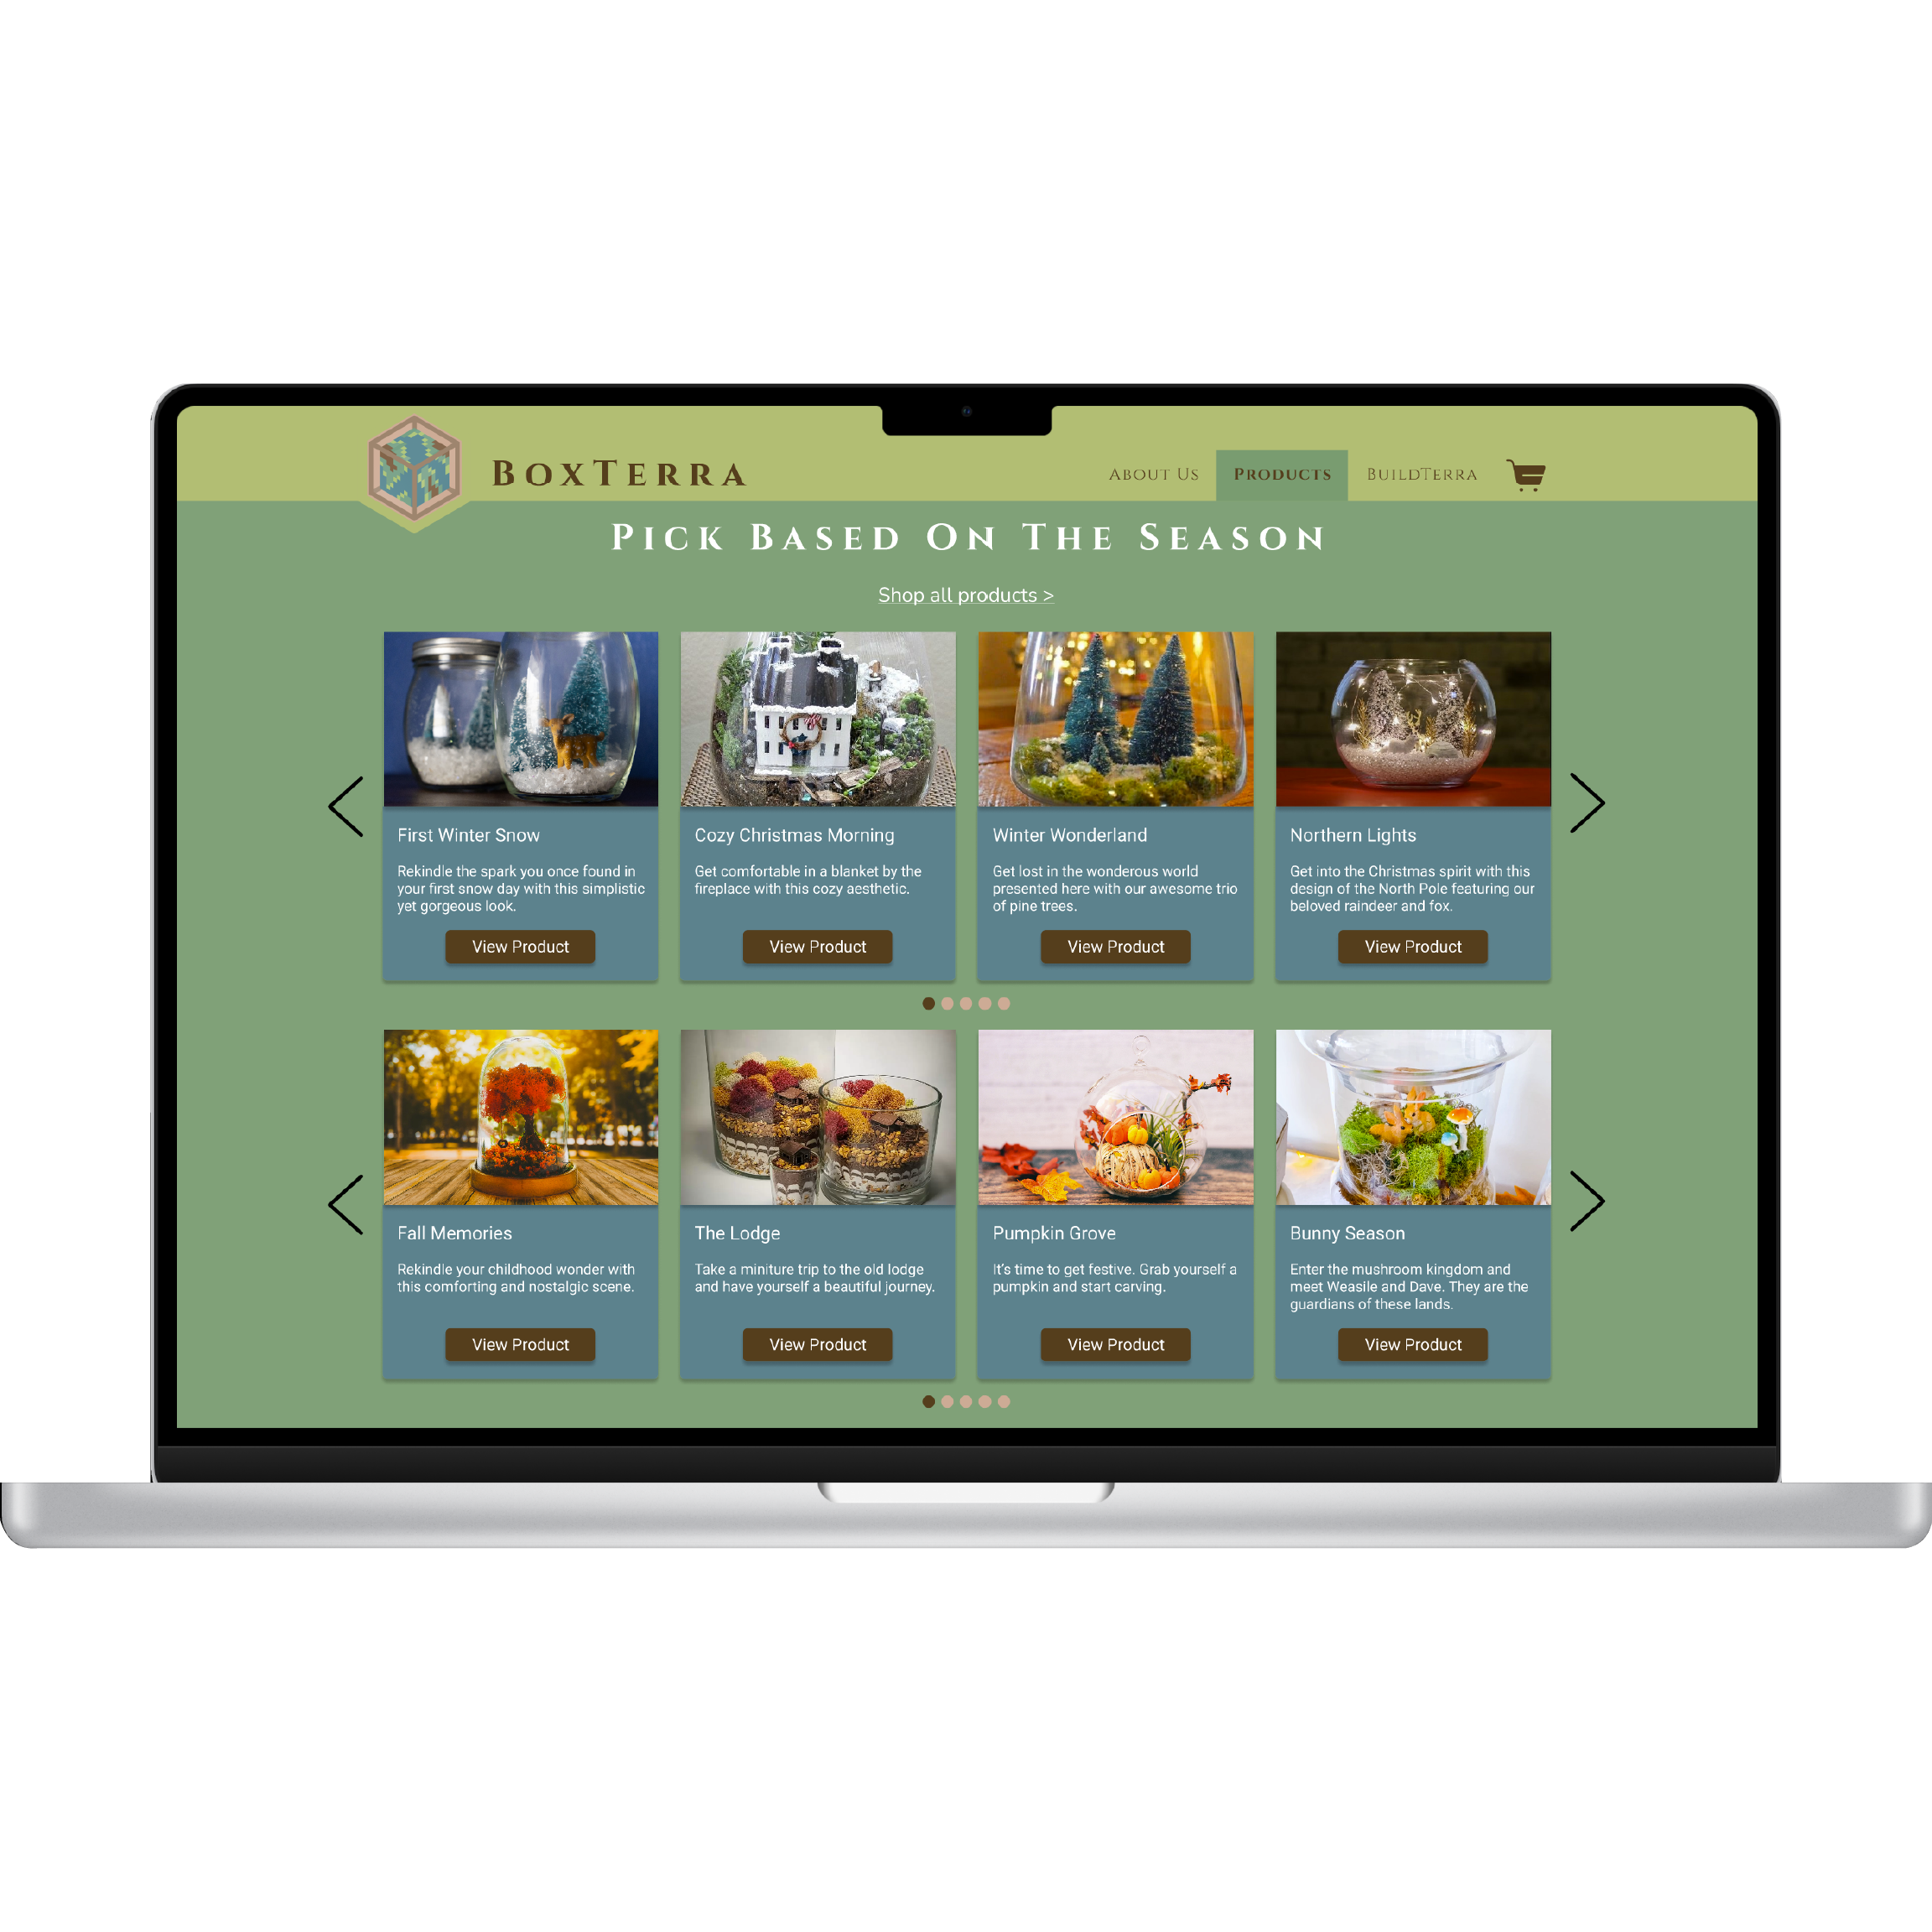 BoxTerra
About Us
Products
BuildTerra
Pick Based On The Season
Shop all products >
First Winter Snow
Rekindle the spark you once found in
your first snow day with this simplistic
yet gorgeous look.
View Product
Cozy Christmas Morning
Get comfortable in a blanket by the
fireplace with this cozy aesthetic.
View Product
Winter Wonderland
Get lost in the wonderous world
presented here with our awesome trio
of pine trees.
View Product
Northern Lights
Get into the Christmas spirit with this
design of the North Pole featuring our
beloved raindeer and fox.
View Product
Fall Memories
Rekindle your childhood wonder with
this comforting and nostalgic scene.
View Product
The Lodge
Take a miniture trip to the old lodge
and have yourself a beautiful journey.
View Product
Pumpkin Grove
It's time to get festive. Grab yourself a
pumpkin and start carving.
View Product
Bunny Season
Enter the mushroom kingdom and
meet Weasile and Dave. They are the
guardians of these lands.
View Product